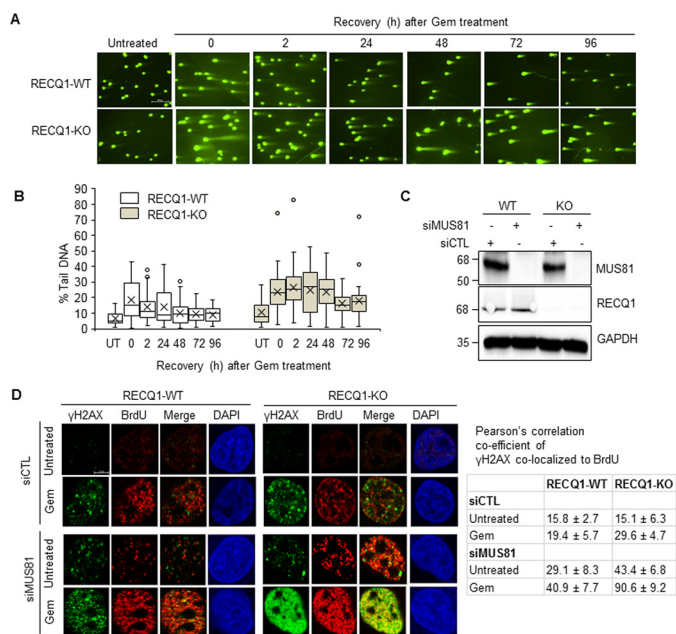 A
Recovery (h) after Gem treatment
Untreated 0 2 24 48 72 96
RECQ1-WT
RECQ1-KO
B
% Tail DNA
RECQ1-WT
RECQ1-KO
100
90
80
70
60
50
40
30
20
10
0
UT 0 2 24 48 72 96 UT 0 2 24 48 72 96
Recovery (h) after Gem treatment
C
WT KO
siMUS81 - + - +
siCTL + - + -
68
50
MUS81
68
RECQ1
35
GAPDH
D
RECQ1-WT RECQ1-KO
γH2AX BrdU Merge DAPI γH2AX BrdU Merge DAPI
siCTL
Untreated
Gem
siMUS81
Untreated
Gem
Pearson's correlation
co-efficient of
γH2AX co-localized to BrdU
RECQ1-WT RECQ1-KO
siCTL
Untreated 15.8 ± 2.7 15.1 ± 6.3
Gem 19.4 ± 5.7 29.6 ± 4.7
siMUS81
Untreated 29.1 ± 8.3 43.4 ± 6.8
Gem 40.9 ± 7.7 90.6 ± 9.2